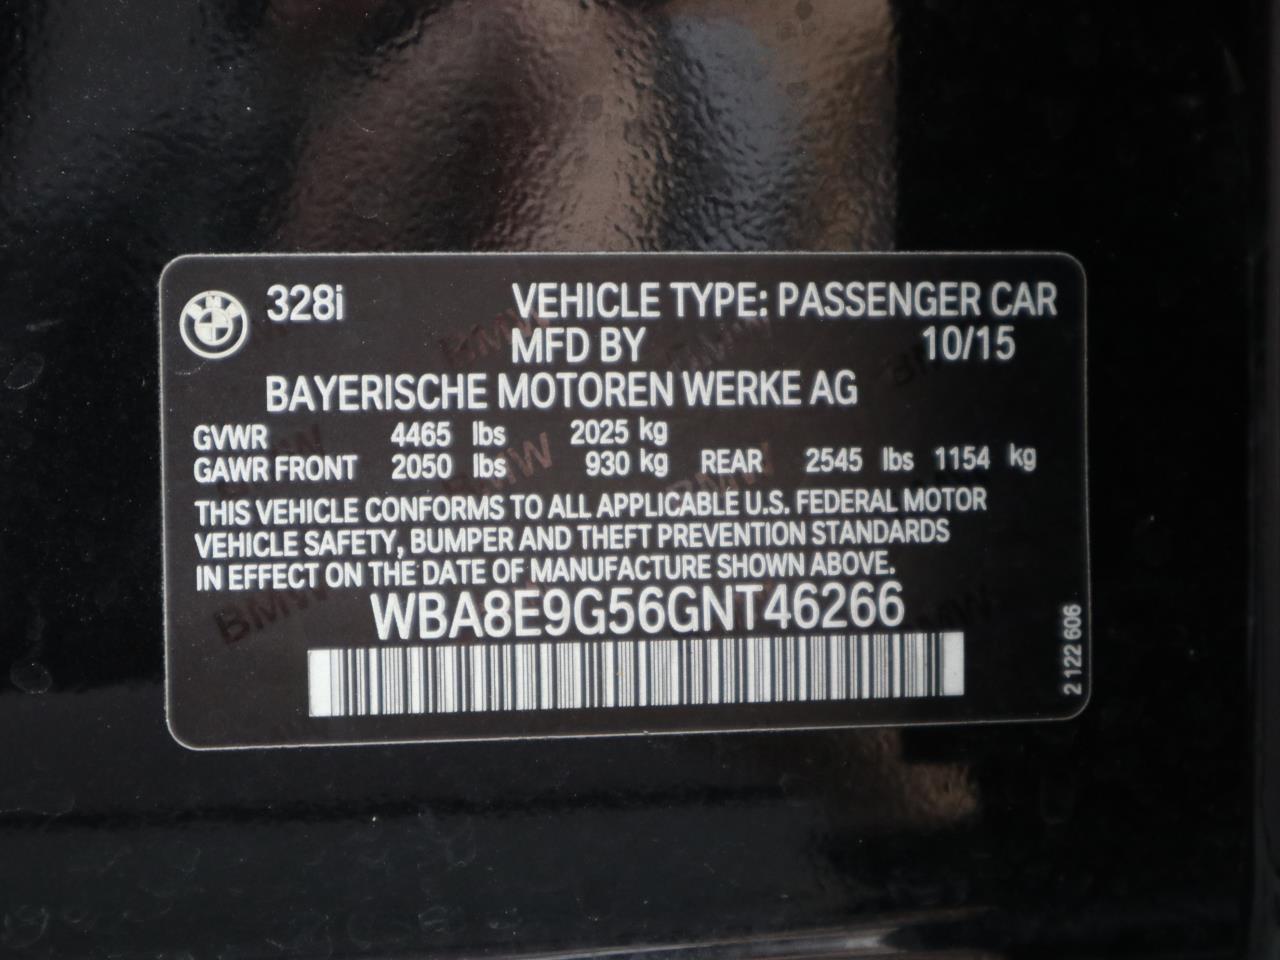 328i VEHICLE TYPE: PASSENGER CAR
MFD BY 10/15
BAYERISCHE MOTOREN WERKE AG
GVWR 4465 lbs 2025 kg
GAWR FRONT 2050 lbs 930 kg REAR 2545 lbs 1154 kg
THIS VEHICLE CONFORMS TO ALL APPLICABLE U.S. FEDERAL MOTOR
VEHICLE SAFETY, BUMPER AND THEFT PREVENTION STANDARDS
IN EFFECT ON THE DATE OF MANUFACTURE SHOWN ABOVE.
WBA8E9G56GNT46266
2 122 606